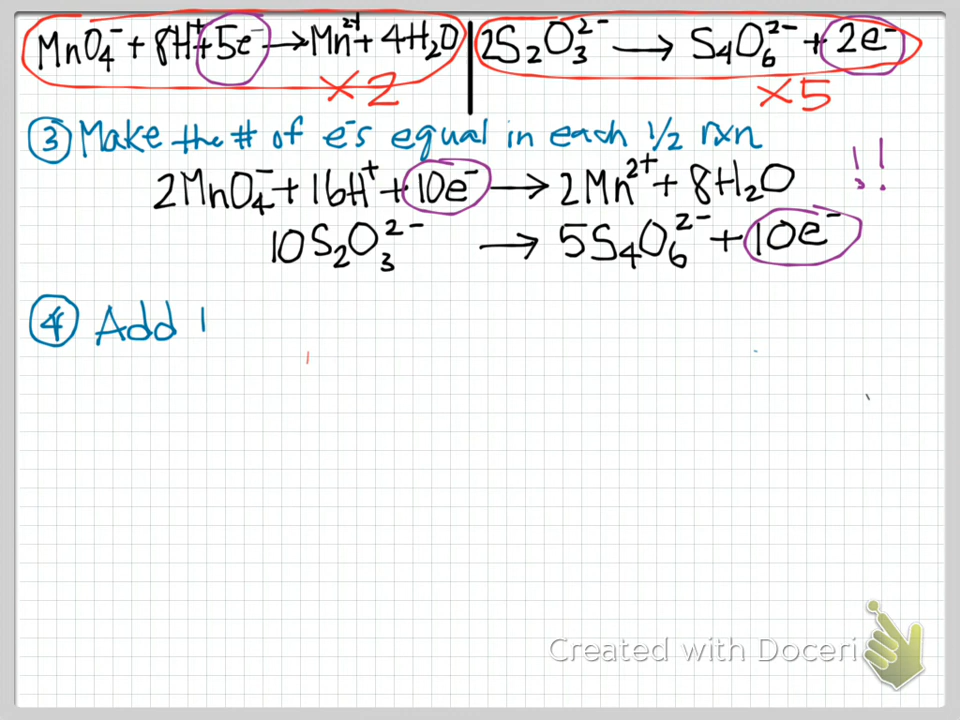 MnO₄⁻ + 8H⁺ + 5e⁻ → Mn²⁺ + 4H₂O | 2S₂O₃²⁻ → S₄O₆²⁻ + 2e⁻
×2 ×5
③ Make the # of e⁻s equal in each 1/2 rxn
!!
2MnO₄⁻ + 16H⁺ + 10e⁻ → 2Mn²⁺ + 8H₂O
10S₂O₃²⁻ → 5S₄O₆²⁻ + 10e⁻
④ Add
Created with Doceri